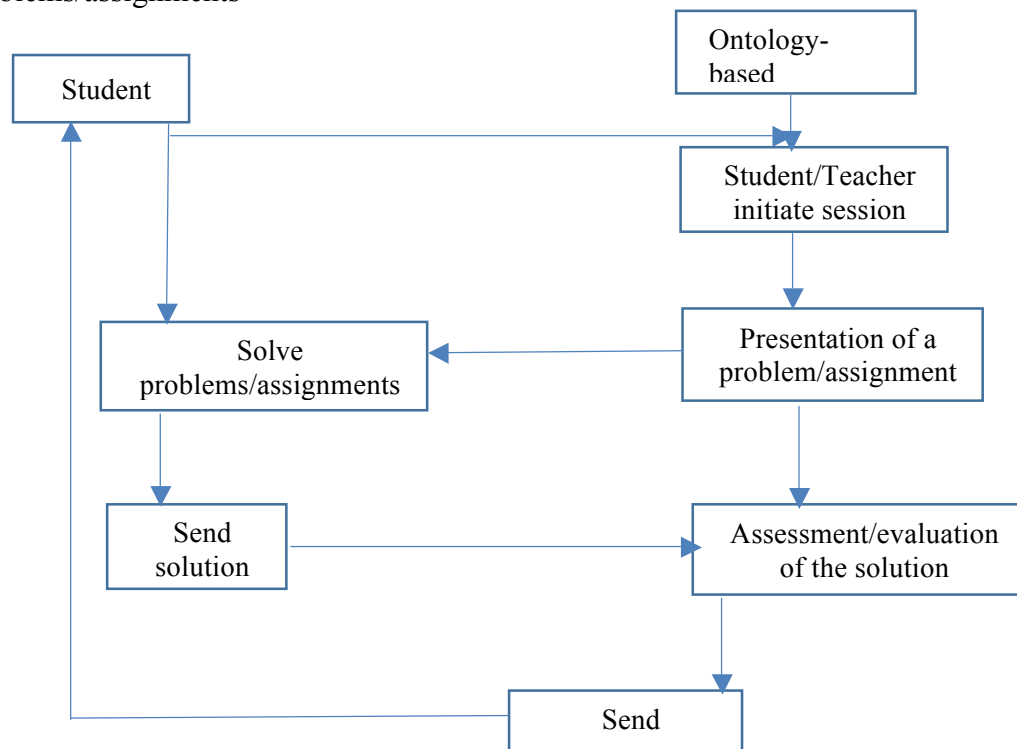 Ontology-
based
Student
Student/Teacher
initiate session
Solve
problems/assignments
Presentation of a
problem/assignment
Send
solution
Assessment/evaluation
of the solution
Send